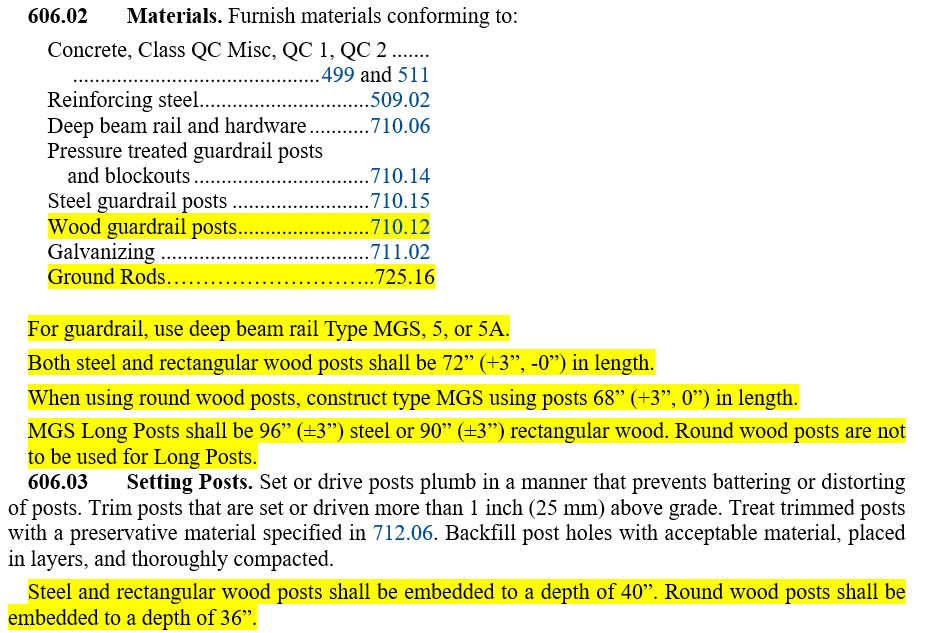 606.02 Materials. Furnish materials conforming to:
Concrete, Class QC Misc, QC 1, QC 2 .......
............................................499 and 511
Reinforcing steel..............................509.02
Deep beam rail and hardware ...........710.06
Pressure treated guardrail posts
and blockouts ...............................710.14
Steel guardrail posts ........................710.15
Wood guardrail posts.......................710.12
Galvanizing .....................................711.02
Ground Rods…………………………..725.16
For guardrail, use deep beam rail Type MGS, 5, or 5A.
Both steel and rectangular wood posts shall be 72” (+3”, -0”) in length.
When using round wood posts, construct type MGS using posts 68” (+3”, 0”) in length.
MGS Long Posts shall be 96” (±3”) steel or 90” (±3”) rectangular wood. Round wood posts are not
to be used for Long Posts.
606.03 Setting Posts. Set or drive posts plumb in a manner that prevents battering or distorting
of posts. Trim posts that are set or driven more than 1 inch (25 mm) above grade. Treat trimmed posts
with a preservative material specified in 712.06. Backfill post holes with acceptable material, placed
in layers, and thoroughly compacted.
Steel and rectangular wood posts shall be embedded to a depth of 40”. Round wood posts shall be
embedded to a depth of 36”.